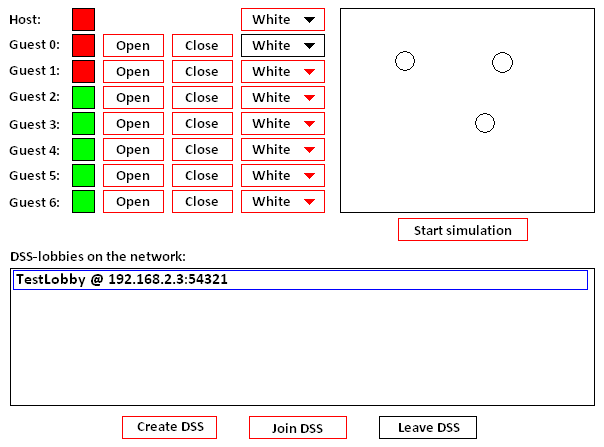 Host: White
Guest 0: Open Close White
Guest 1: Open Close White
Guest 2: Open Close White
Guest 3: Open Close White
Guest 4: Open Close White
Guest 5: Open Close White
Guest 6: Open Close White
Start simulation
DSS-lobbies on the network:
TestLobby @ 192.168.2.3:54321
Create DSS Join DSS Leave DSS